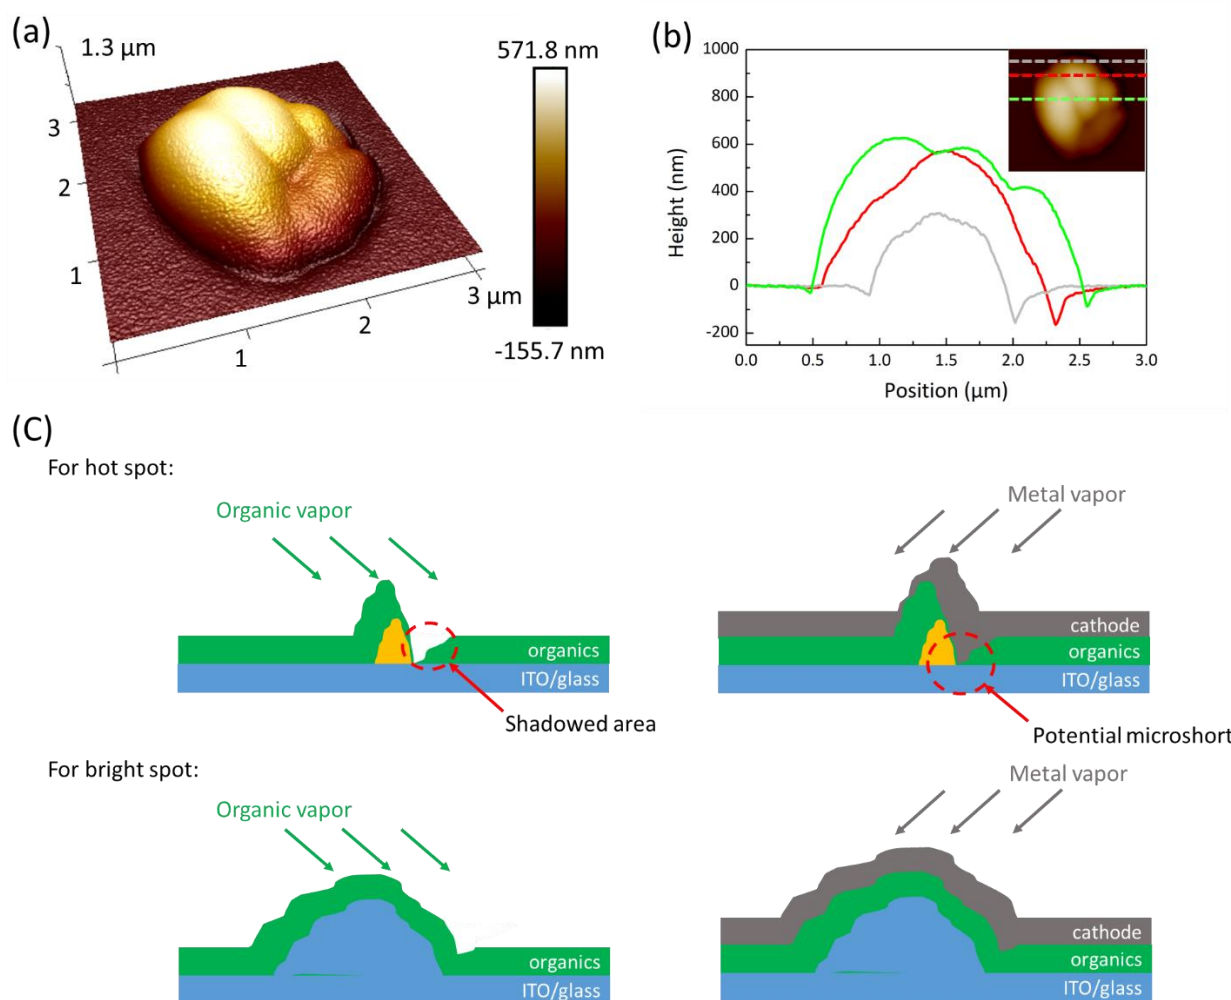 (a)
1.3 µm
3
2
1
1
2
3 µm
571.8 nm
-155.7 nm
(b)
1000
800
600
400
200
0
-200
Height (nm)
0.0 0.5 1.0 1.5 2.0 2.5 3.0
Position (µm)
(C)
For hot spot:
Organic vapor
organics
ITO/glass
Shadowed area
Metal vapor
cathode
organics
ITO/glass
Potential microshort
For bright spot:
Organic vapor
organics
ITO/glass
Metal vapor
cathode
organics
ITO/glass